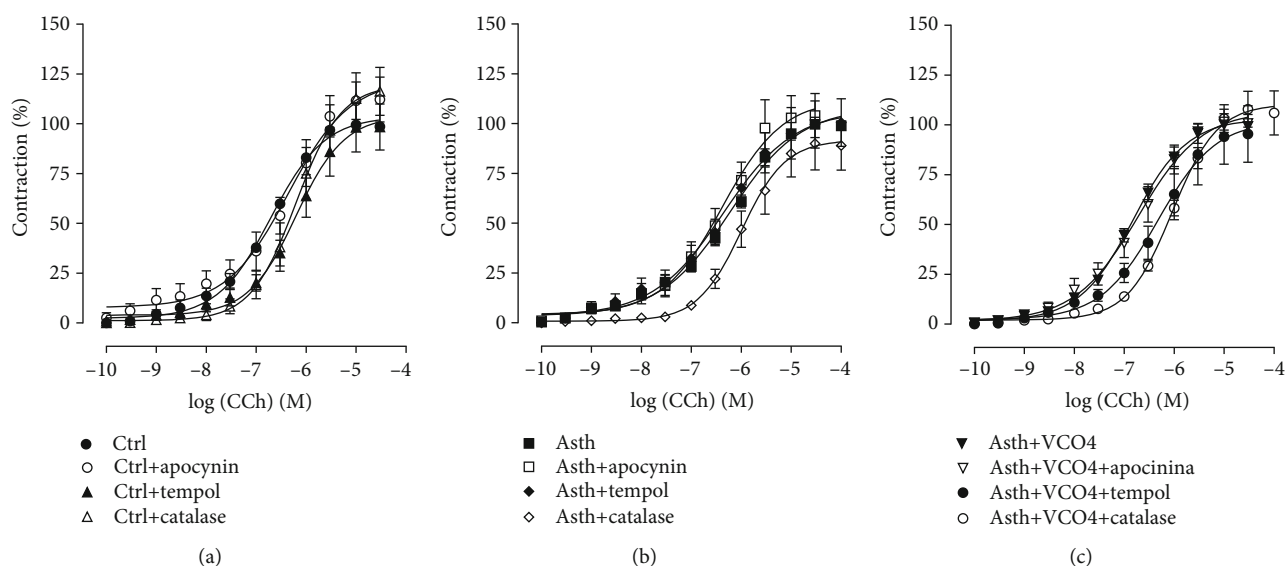 150
125
100
75
50
25
0
Contraction (%)
−10 −9 −8 −7 −6 −5 −4
log (CCh) (M)
Ctrl
Ctrl+apocynin
Ctrl+tempol
Ctrl+catalase
(a)
150
125
100
75
50
25
0
Contraction (%)
−10 −9 −8 −7 −6 −5 −4
log (CCh) (M)
Asth
Asth+apocynin
Asth+tempol
Asth+catalase
(b)
150
125
100
75
50
25
0
Contraction (%)
−10 −9 −8 −7 −6 −5 −4
log (CCh) (M)
Asth+VCO4
Asth+VCO4+apocinina
Asth+VCO4+tempol
Asth+VCO4+catalase
(c)